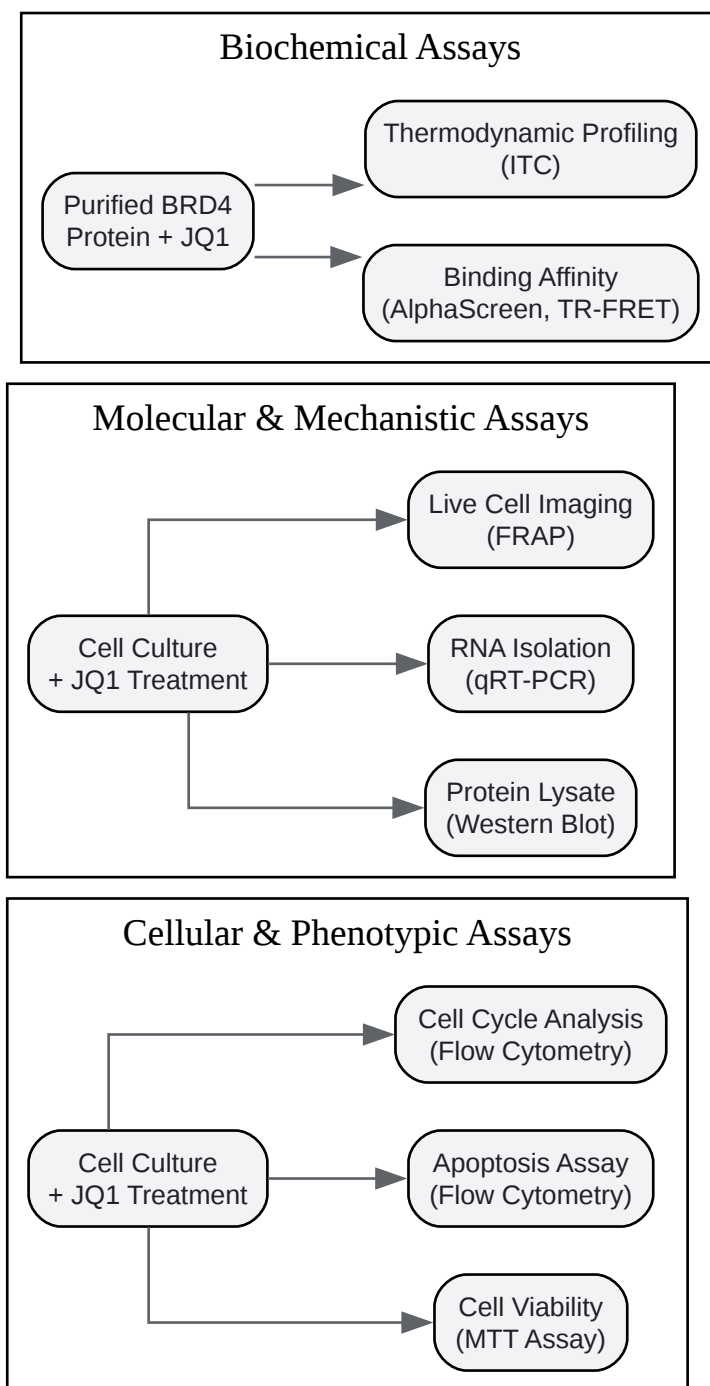 Biochemical Assays
Thermodynamic Profiling
(ITC)
Purified BRD4
Protein + JQ1
Binding Affinity
(AlphaScreen, TR-FRET)
Molecular & Mechanistic Assays
Live Cell Imaging
(FRAP)
Cell Culture
+ JQ1 Treatment
RNA Isolation
(qRT-PCR)
Protein Lysate
(Western Blot)
Cellular & Phenotypic Assays
Cell Cycle Analysis
(Flow Cytometry)
Cell Culture
+ JQ1 Treatment
Apoptosis Assay
(Flow Cytometry)
Cell Viability
(MTT Assay)